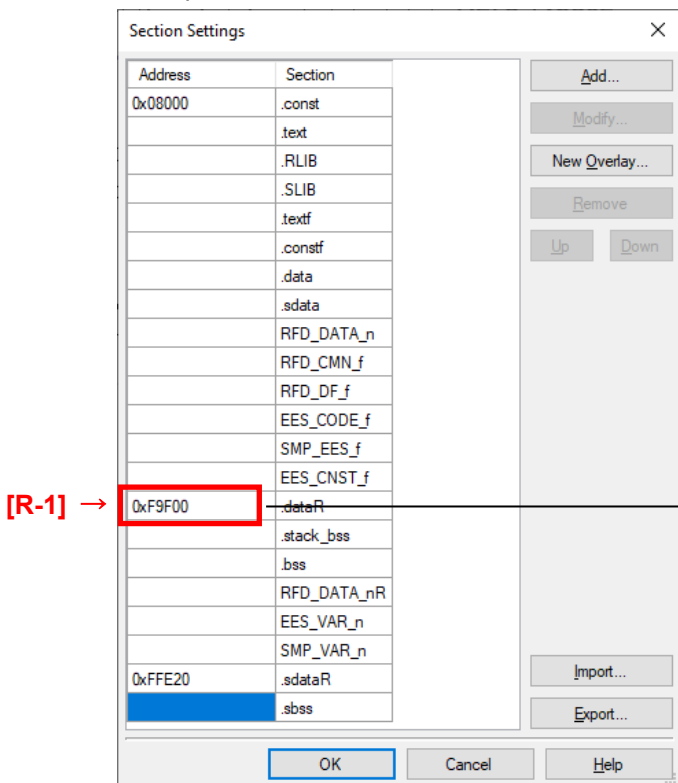 Section Settings
Address Section Add...
0x08000 .const
Modify...
.text
.RLIB New Overlay...
.SLIB
Remove
.textf
.constf Up Down
.data
.sdata
RFD_DATA_n
RFD_CMN_f
RFD_DF_f
EES_CODE_f
SMP_EES_f
EES_CNST_f
[R-1] → 0xF9F00 .dataR
.stack_bss
.bss
RFD_DATA_nR
EES_VAR_n
SMP_VAR_n
Import...
0xFFE20 .sdataR
.sbss Export...
OK Cancel Help